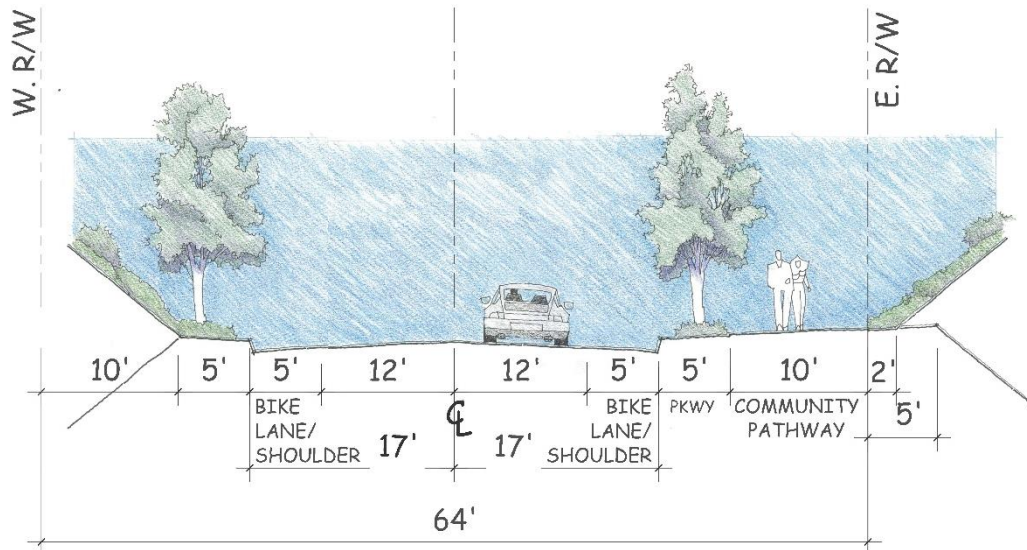 W. R/W
E. R/W
10' 5' 5' 12' 12' 5' 5' 10' 2'
BIKE
LANE/
SHOULDER
17'
℄
17'
BIKE
LANE/
SHOULDER
PKWY
COMMUNITY
PATHWAY
5'
64'